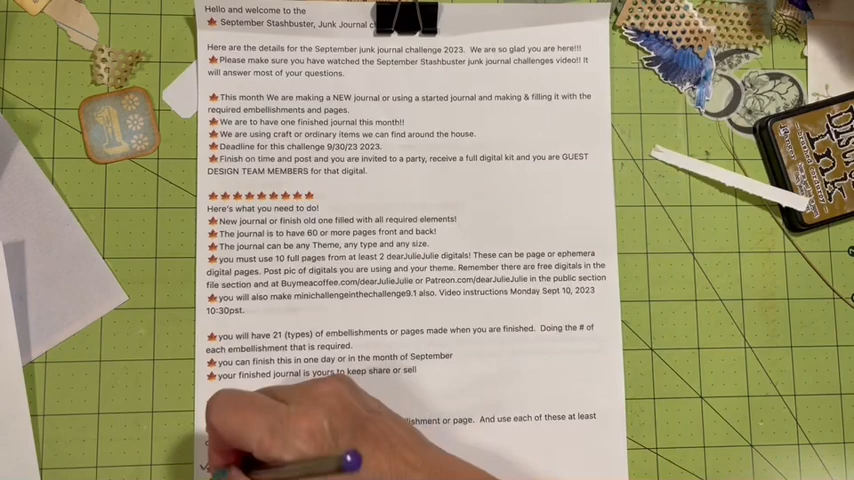 Hello and welcome to the
September Stashbuster, Junk Journal
Here are the details for the September junk journal challenge 2023. We are so glad you are here!!!
Please make sure you have watched the September Stashbuster junk journal challenges video!! It
will answer most of your questions.
This month We are making a NEW journal or using a started journal and making & filling it with the
required embellishments and pages.
We are to have one finished journal this month!!
We are using craft or ordinary items we can find around the house.
Deadline for this challenge 9/30/23 2023.
Finish on time and post and you are invited to a party, receive a full digital kit and you are GUEST
DESIGN TEAM MEMBERS for that digital.
Here's what you need to do!
New journal or finish old one filled with all required elements!
The journal is to have 60 or more pages front and back!
The journal can be any Theme, any type and any size.
you must use 10 full pages from at least 2 dearJulieJulie digitals! These can be page or ephemera
digital pages. Post pic of digitals you are using and your theme. Remember there are free digitals in the
file section and at Buymeacoffee.com/dearJulieJulie or Patreon.com/dearJulieJulie in the public section
you will also make minichallengeinthechallenge9.1 also. Video instructions Monday Sept 10, 2023
10:30pst.
you will have 21 (types) of embellishments or pages made when you are finished. Doing the # of
each embellishment that is required.
you can finish this in one day or in the month of September
your finished journal is yours to keep share or sell
or page. And use each of these at least
Distress
Ink